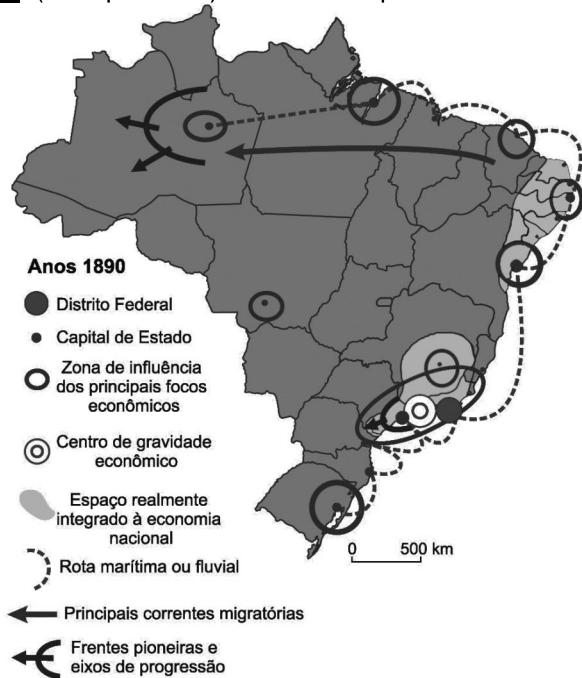 Anos 1890
Distrito Federal
Capital de Estado
Zona de influência
dos principais focos
econômicos
Centro de gravidade
econômico
Espaço realmente
integrado à economia
nacional
Rota marítima ou fluvial
Principais correntes migratórias
Frentes pioneiras e
eixos de progressão
0 500 km